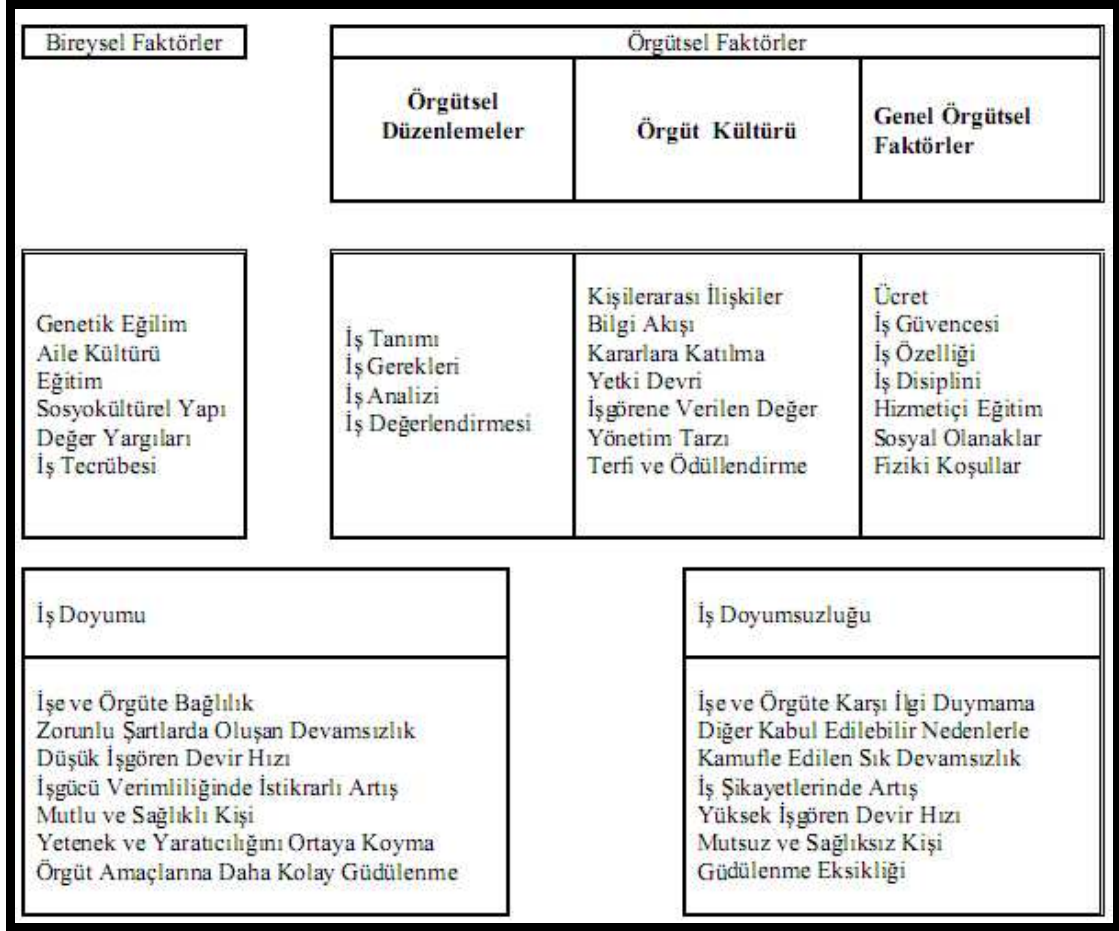 Bireysel Faktörler
Örgütsel Faktörler
Örgütsel
Düzenlemeler
Örgüt Kültürü
Genel Örgütsel
Faktörler
Genetik Eğilim
Aile Kültürü
Eğitim
Sosyokültürel Yapı
Değer Yargıları
İş Tecrübesi
İş Tanımı
İş Gerekleri
İş Analizi
İş Değerlendirmesi
Kişilerarası İlişkiler
Bilgi Akışı
Kararlara Katılma
Yetki Devri
İşgörene Verilen Değer
Yönetim Tarzı
Terfi ve Ödüllendirme
Ücret
İş Güvencesi
İş Özelliği
İş Disiplini
Hizmetiçi Eğitim
Sosyal Olanaklar
Fiziki Koşullar
İş Doyumu
İşe ve Örgüte Bağlılık
Zorunlu Şartlarda Oluşan Devamsızlık
Düşük İşgören Devir Hızı
İşgücü Verimliliğinde İstikrarlı Artış
Mutlu ve Sağlıklı Kişi
Yetenek ve Yaratıcılığını Ortaya Koyma
Örgüt Amaçlarına Daha Kolay Güdülenme
İş Doyumsuzluğu
İşe ve Örgüte Karşı İlgi Duymama
Diğer Kabul Edilebilir Nedenlerle
Kamufle Edilen Sık Devamsızlık
İş Şikayetlerinde Artış
Yüksek İşgören Devir Hızı
Mutsuz ve Sağlıksız Kişi
Güdülenme Eksikliği